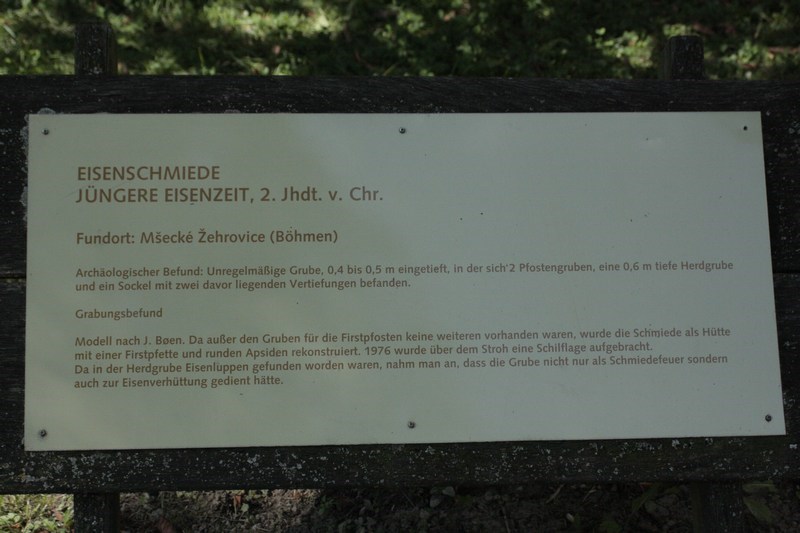 EISENSCHMIEDE
JÜNGERE EISENZEIT, 2. Jhdt. v. Chr.
Fundort: Mšecké Žehrovice (Böhmen)
Archäologischer Befund: Unregelmäßige Grube, 0,4 bis 0,5 m eingetieft, in der sich 2 Pfostengruben, eine 0,6 m tiefe Herdgrube
und ein Sockel mit zwei davor liegenden Vertiefungen befanden.
Grabungsbefund
Modell nach J. Bøen. Da außer den Gruben für die Firstpfosten keine weiteren vorhanden waren, wurde die Schmiede als Hütte
mit einer Firstpfette und runden Apsiden rekonstruiert. 1976 wurde über dem Stroh eine Schilflage aufgebracht.
Da in der Herdgrube Eisenluppen gefunden worden waren, nahm man an, dass die Grube nicht nur als Schmiedefeuer sondern
auch zur Eisenverhüttung gedient hätte.